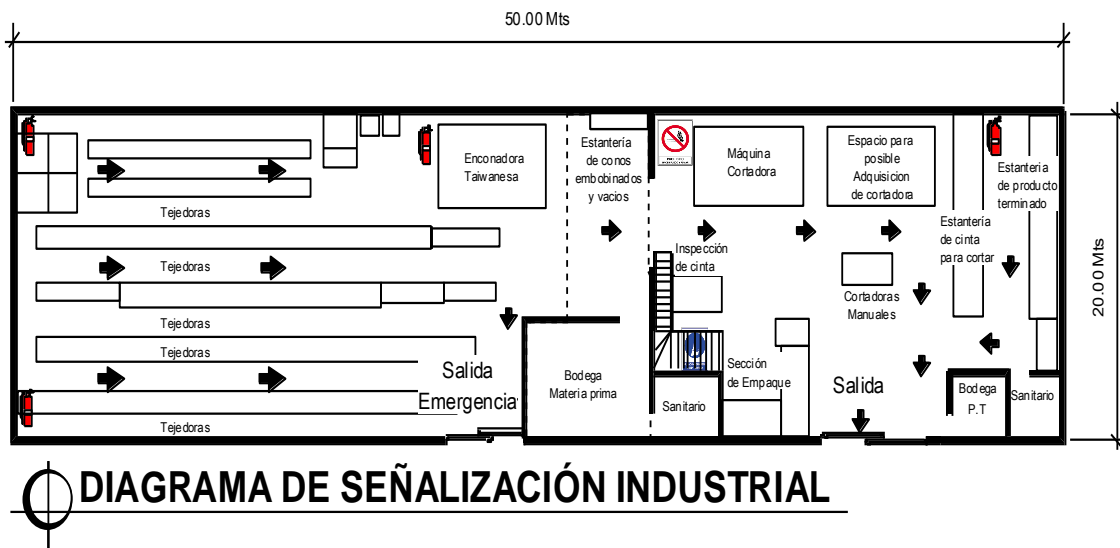 50.00 Mts
Enconadora
Taiwanesa
Estantería
de conos
embobinados
y vacios
Máquina
Cortadora
Espacio para
posible
Adquisicion
de cortadora
Estanteria
de producto
terminado
Tejedoras
Tejedoras
Tejedoras
Tejedoras
Tejedoras
Inspección
de cinta
Estantería
de cinta
para cortar
Cortadoras
Manuales
20.00 Mts
Salida
Emergencia
Bodega
Materia prima
Sanitario
Sección
de Empaque
Salida
Bodega
P.T
Sanitario
DIAGRAMA DE SEÑALIZACIÓN INDUSTRIAL